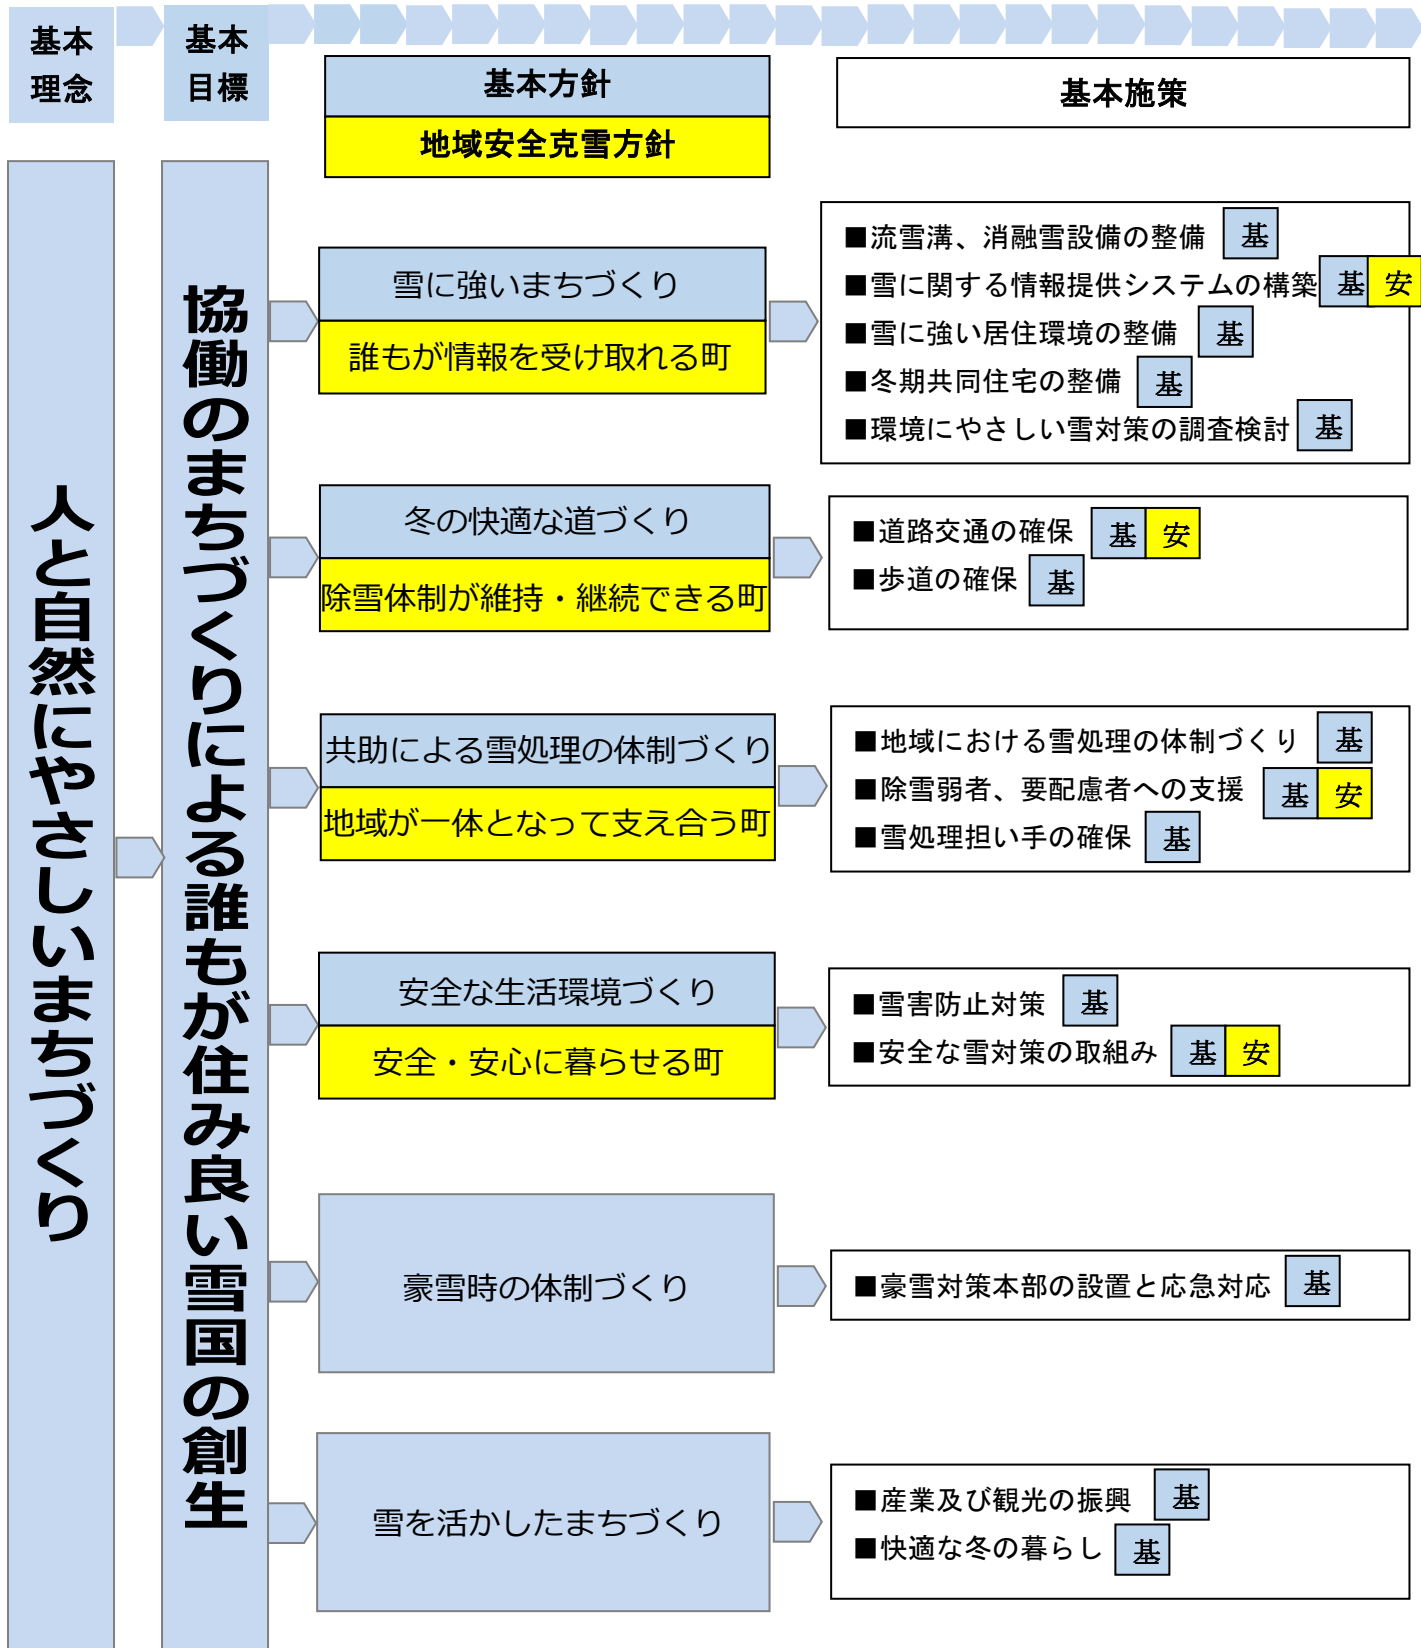 基本
理念
基本
目標
基本方針
地域安全克雪方針
基本施策
人と自然にやさしいまちづくり
協働のまちづくりによる誰もが住み良い雪国の創生
雪に強いまちづくり
誰もが情報を受け取れる町
■流雪溝、消融雪設備の整備 基
■雪に関する情報提供システムの構築 基 安
■雪に強い居住環境の整備 基
■冬期共同住宅の整備 基
■環境にやさしい雪対策の調査検討 基
冬の快適な道づくり
除雪体制が維持・継続できる町
■道路交通の確保 基 安
■歩道の確保 基
共助による雪処理の体制づくり
地域が一体となって支え合う町
■地域における雪処理の体制づくり 基
■除雪弱者、要配慮者への支援 基 安
■雪処理担い手の確保 基
安全な生活環境づくり
安全・安心に暮らせる町
■雪害防止対策 基
■安全な雪対策の取組み 基 安
豪雪時の体制づくり
■豪雪対策本部の設置と応急対応 基
雪を活かしたまちづくり
■産業及び観光の振興 基
■快適な冬の暮らし 基